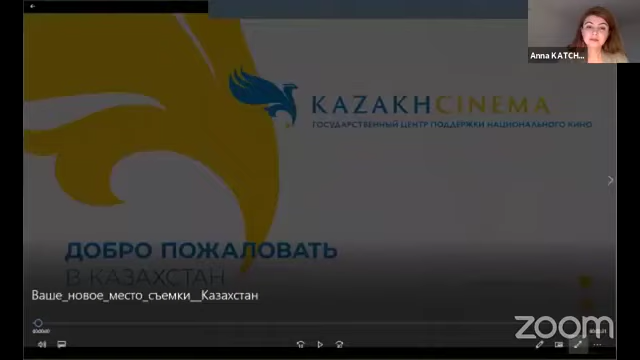 Anna KATCH...
KAZAKHCINEMA
ГОСУДАРСТВЕННЫЙ ЦЕНТР ПОДДЕРЖКИ НАЦИОНАЛЬНОГО КИНО
ДОБРО ПОЖАЛОВАТЬ
В КАЗАХСТАН
Ваше_новое_место_съемки__Казахстан
zoom